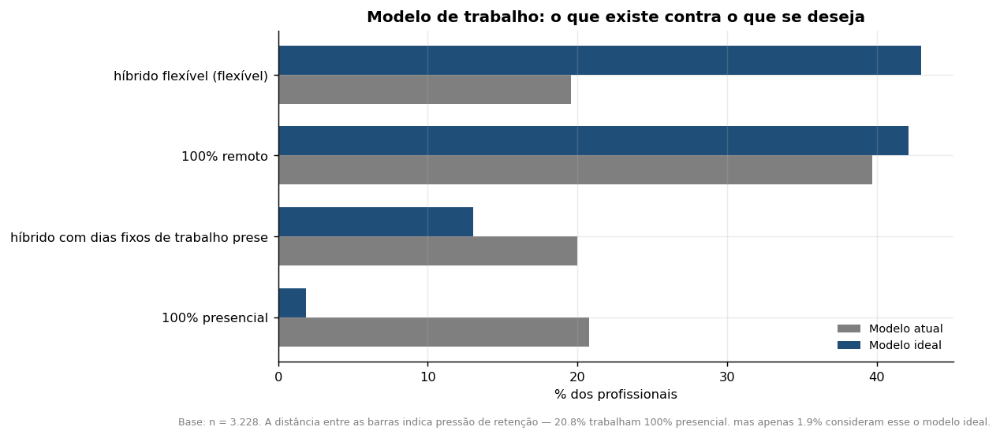 Modelo de trabalho: o que existe contra o que se deseja
híbrido flexível (flexível)
100% remoto
híbrido com dias fixos de trabalho prese
100% presencial
Modelo atual
Modelo ideal
0 10 20 30 40
% dos profissionais
Base: n = 3.228. A distância entre as barras indica pressão de retenção — 20.8% trabalham 100% presencial. mas apenas 1.9% consideram esse o modelo ideal.